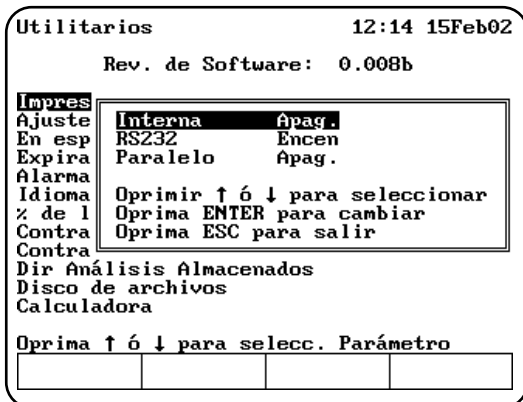 Utilitarios 12:14 15Feb02
Rev. de Software: 0.008b
Impres
Ajuste
En esp
Expira
Alarma
Idioma
% de l
Contra
Contra
Interna Apag.
RS232 Encen
Paralelo Apag.
Oprimir ↑ ó ↓ para seleccionar
Oprima ENTER para cambiar
Oprima ESC para salir
Dir Análisis Almacenados
Disco de archivos
Calculadora
Oprima ↑ ó ↓ para selecc. Parámetro